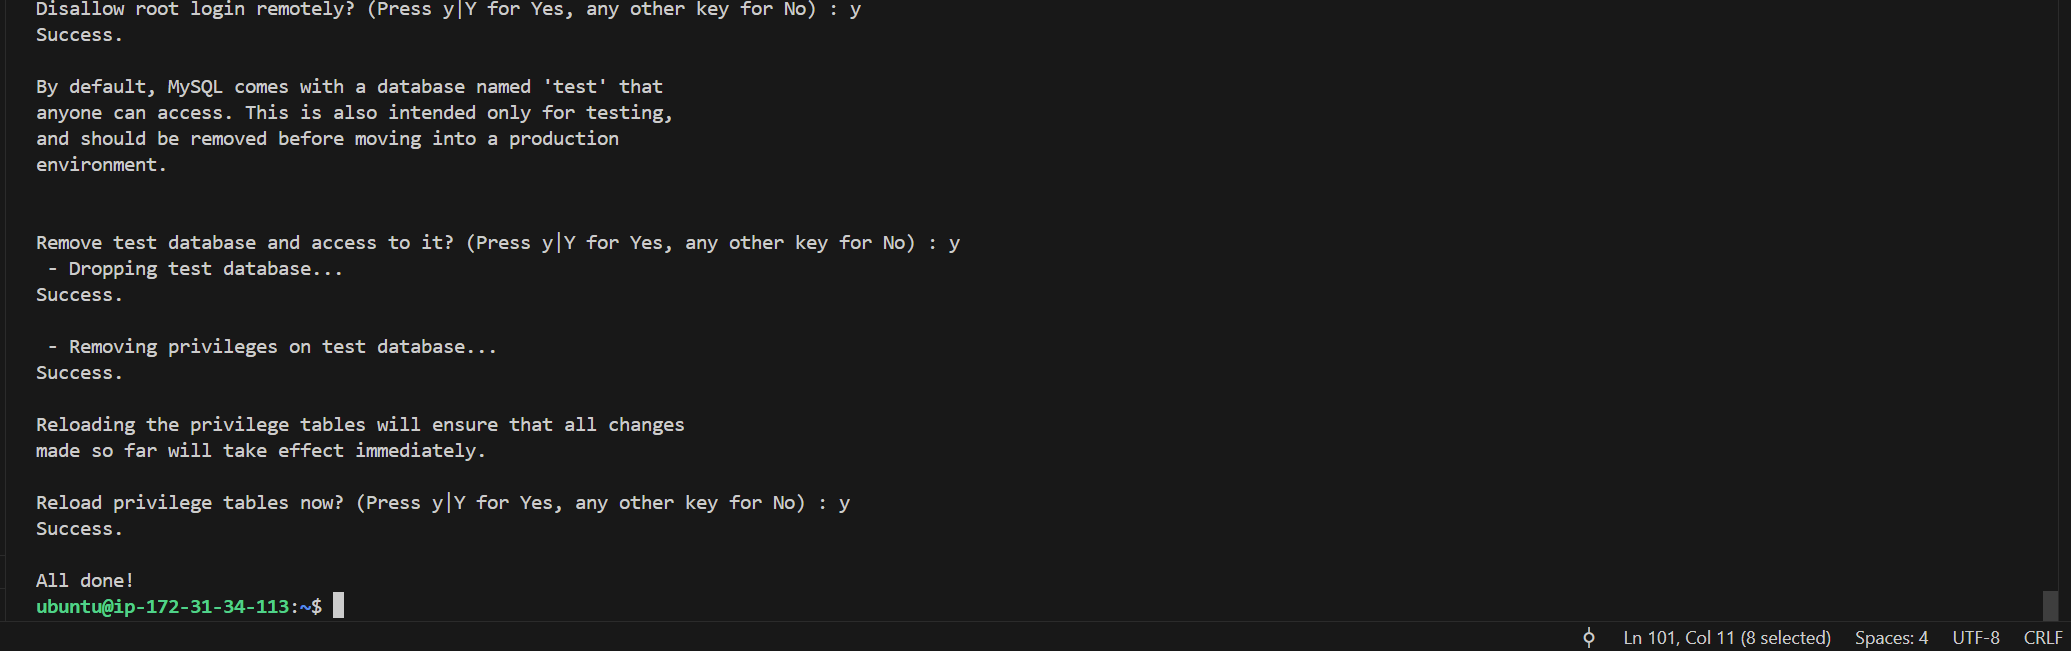 Disallow root login remotely? (Press y|Y for Yes, any other key for No) : y
Success.
By default, MySQL comes with a database named 'test' that
anyone can access. This is also intended only for testing,
and should be removed before moving into a production
environment.
Remove test database and access to it? (Press y|Y for Yes, any other key for No) : y
 - Dropping test database...
Success.
 - Removing privileges on test database...
Success.
Reloading the privilege tables will ensure that all changes
made so far will take effect immediately.
Reload privilege tables now? (Press y|Y for Yes, any other key for No) : y
Success.
All done!
ubuntu@ip-172-31-34-113:~$
Ln 101, Col 11 (8 selected) Spaces: 4 UTF-8 CRLF